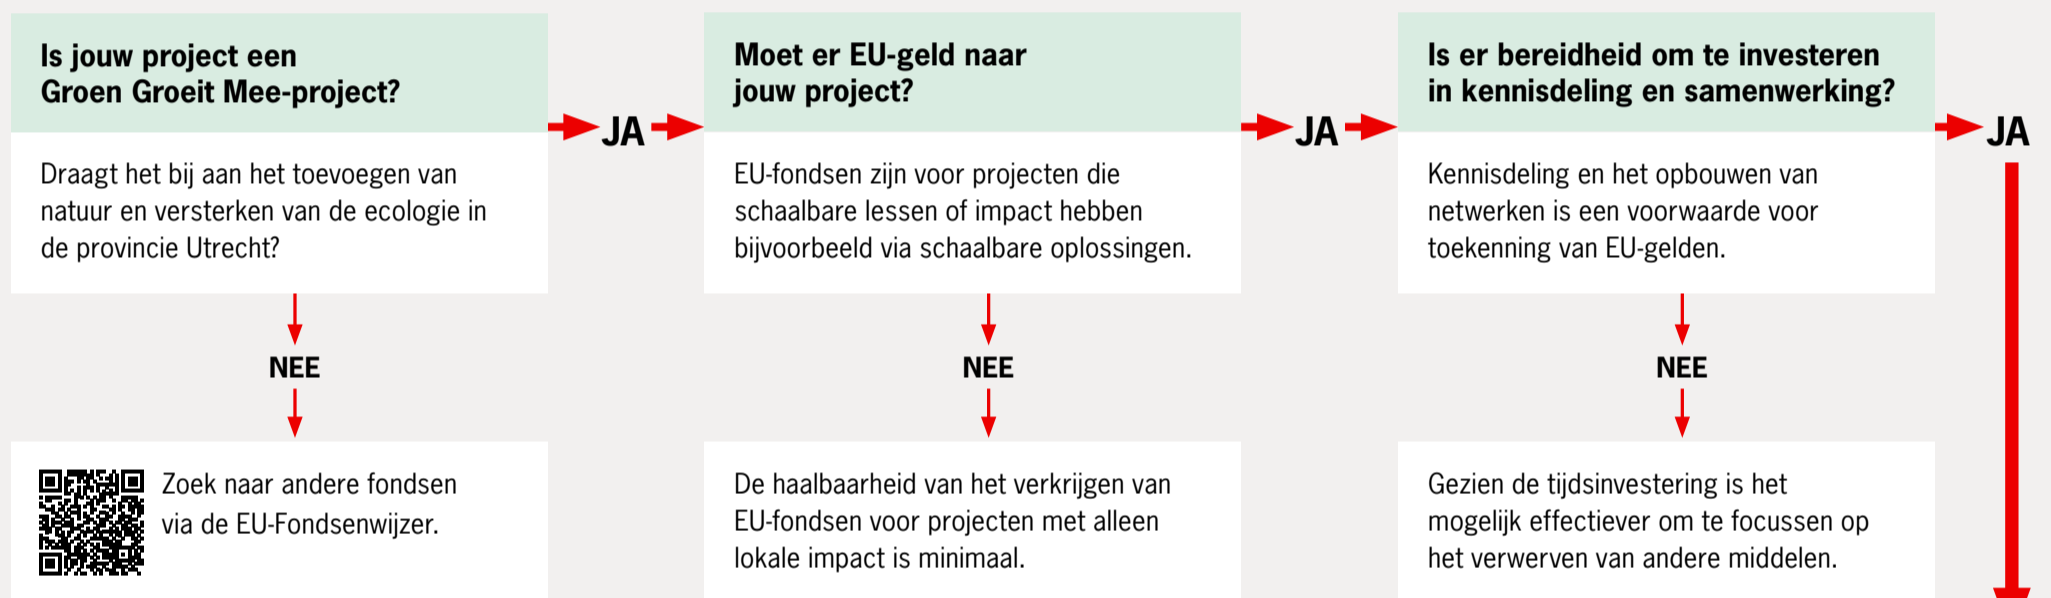 Is jouw project een
Groen Groeit Mee-project?
Draagt het bij aan het toevoegen van
natuur en versterken van de ecologie in
de provincie Utrecht?
JA
Moet er EU-geld naar
jouw project?
EU-fondsen zijn voor projecten die
schaalbare lessen of impact hebben
bijvoorbeeld via schaalbare oplossingen.
JA
Is er bereidheid om te investeren
in kennisdeling en samenwerking?
Kennisdeling en het opbouwen van
netwerken is een voorwaarde voor
toekenning van EU-gelden.
JA
NEE
NEE
NEE
Zoek naar andere fondsen
via de EU-Fondsenwijzer.
De haalbaarheid van het verkrijgen van
EU-fondsen voor projecten met alleen
lokale impact is minimaal.
Gezien de tijdsinvestering is het
mogelijk effectiever om te focussen op
het verwerven van andere middelen.